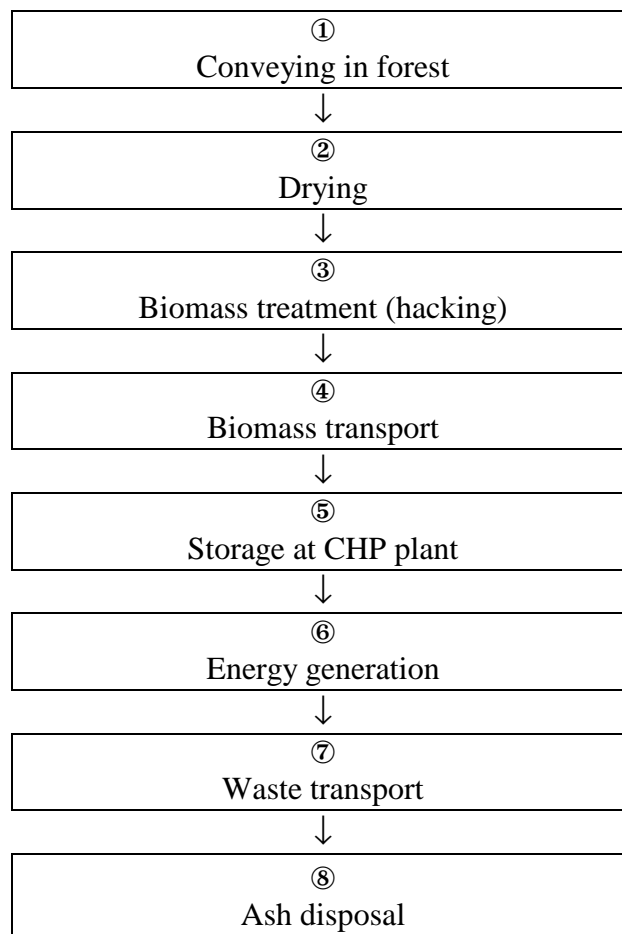 ①
Conveying in forest
↓
②
Drying
↓
③
Biomass treatment (hacking)
↓
④
Biomass transport
↓
⑤
Storage at CHP plant
↓
⑥
Energy generation
↓
⑦
Waste transport
↓
⑧
Ash disposal